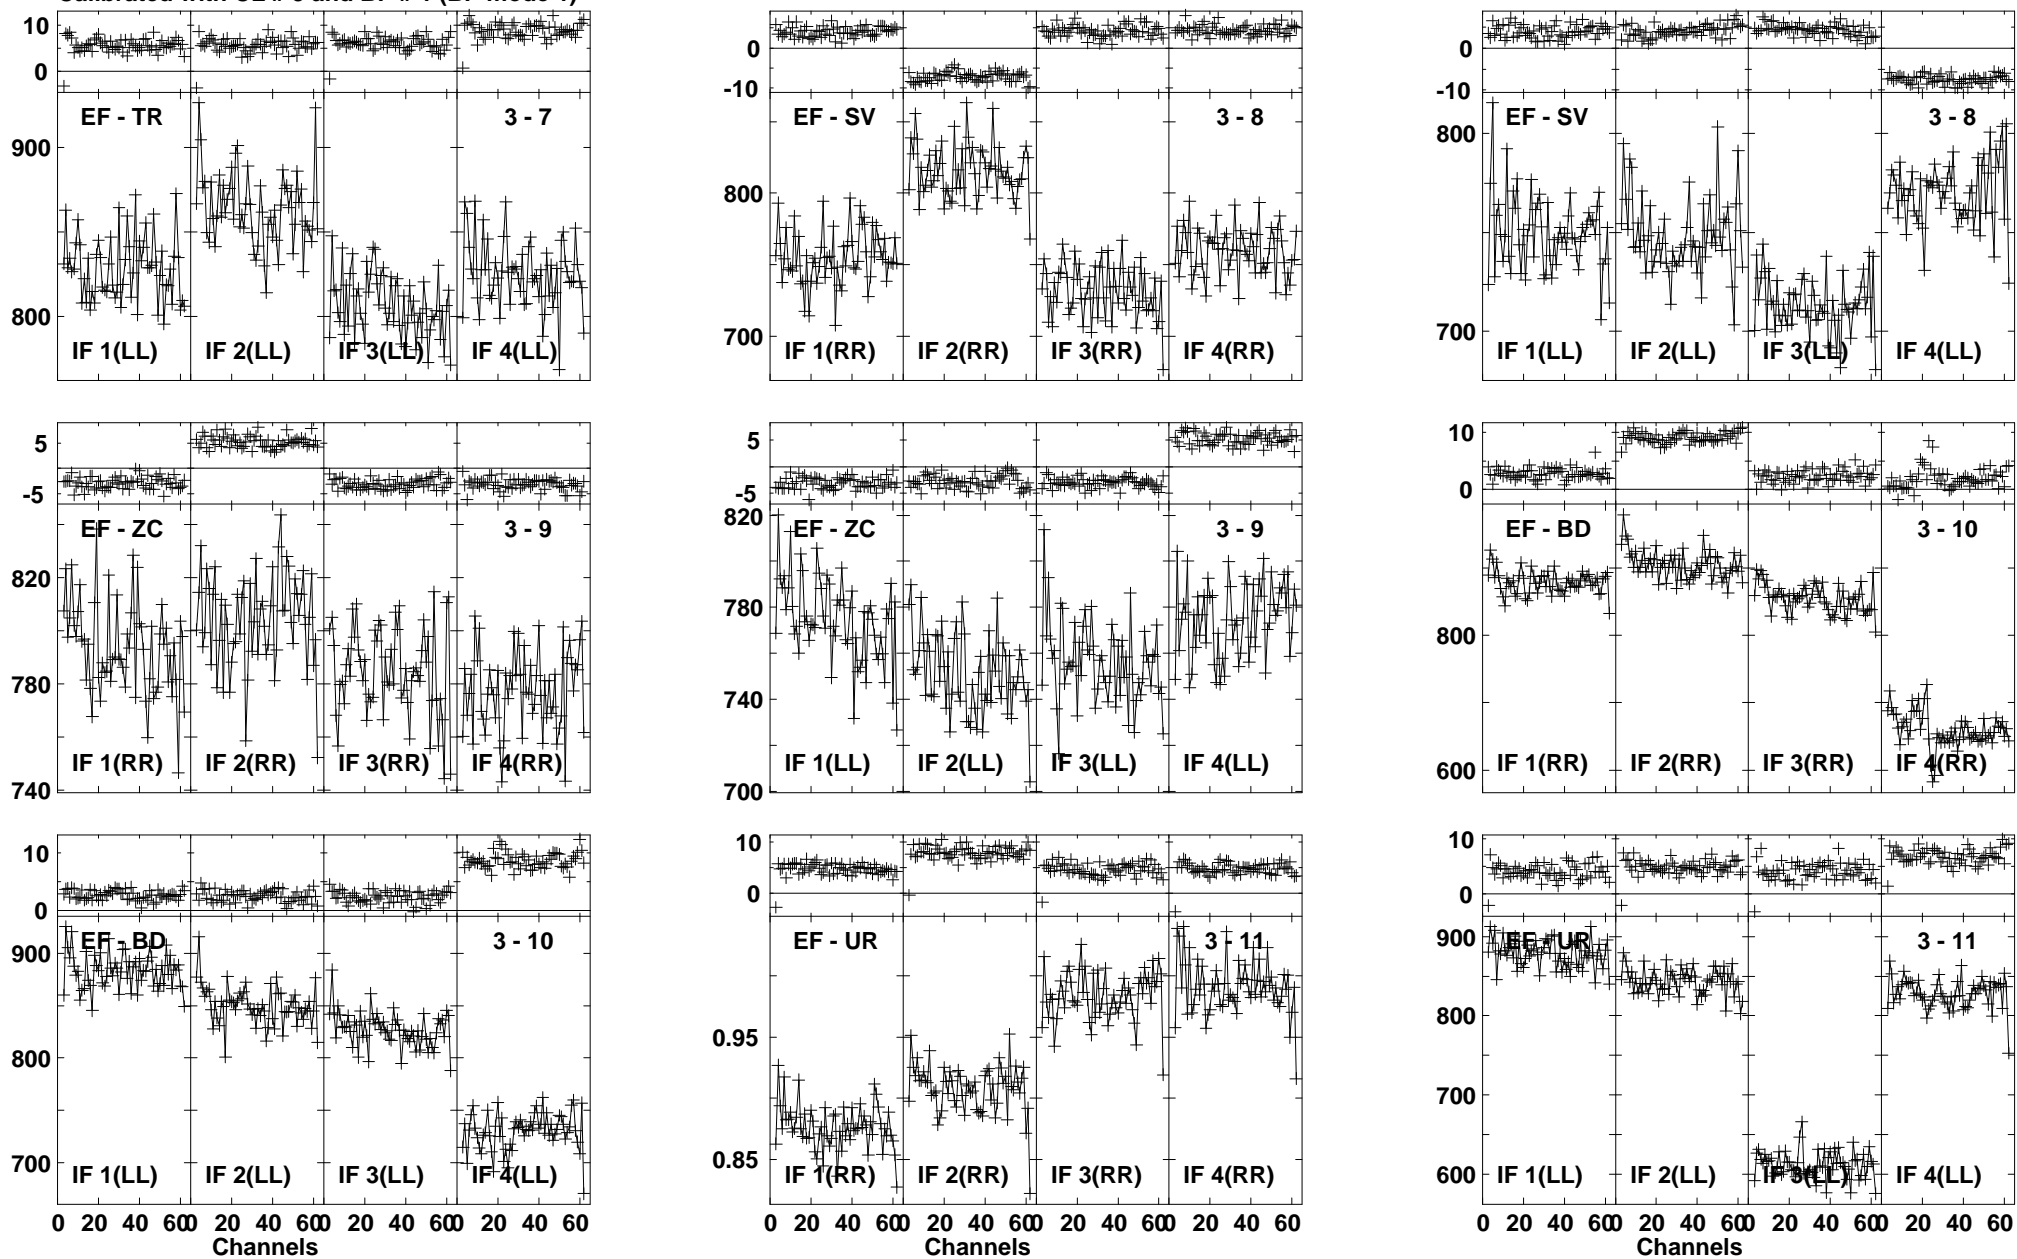 10 10 10
0 0 0
-10 -10
EF - TR 3 - 7 EF - SV 3 - 8 EF - SV 3 - 8
900 800
800
800 700 700
IF 1(LL) IF 2(LL) IF 3(LL) IF 4(LL) IF 1(RR) IF 2(RR) IF 3(RR) IF 4(RR) IF 1(LL) IF 2(LL) IF 3(LL) IF 4(LL)
5 5 10
-5 -5 0
EF - ZC 3 - 9 820 EF - ZC 3 - 9 EF - BD 3 - 10
820 780 800
780 740
IF 1(RR) IF 2(RR) IF 3(RR) IF 4(RR) IF 1(LL) IF 2(LL) IF 3(LL) IF 4(LL) 600 IF 1(RR) IF 2(RR) IF 3(RR) IF 4(RR)
740 700
10 10 10
0 0 0
900 EF - BD 3 - 10 EF - UR 3 - 11 900 EF - UR 3 - 11
800 0.95 800
700
700 IF 1(LL) IF 2(LL) IF 3(LL) IF 4(LL) 0.85 IF 1(RR) IF 2(RR) IF 3(RR) IF 4(RR) 600 IF 1(LL) IF 2(LL) IF 3(LL) IF 4(LL)
0 20 40 60 0 20 40 60 0 20 40 60 0 20 40 60 0 20 40 60 0 20 40 60 0 20 40 60 0 20 40 60 0 20 40 60 0 20 40 60 0 20 40 60 0 20 40 60
Channels Channels Channels